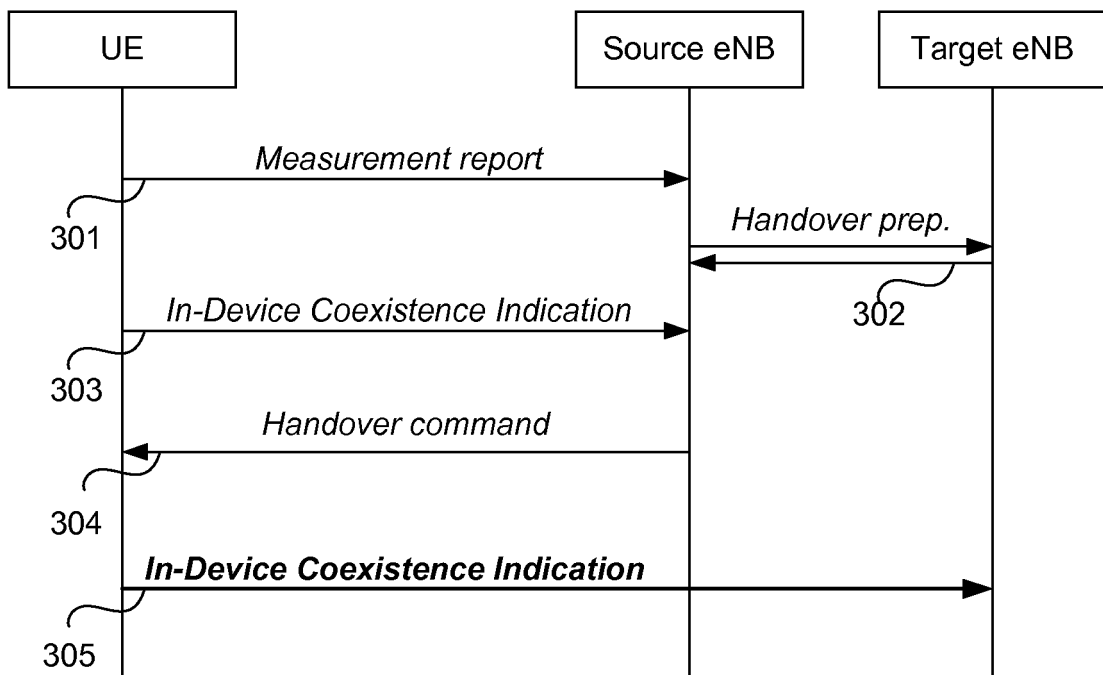 UE
Source eNB
Target eNB
Measurement report
301
Handover prep.
302
In-Device Coexistence Indication
303
Handover command
304
In-Device Coexistence Indication
305